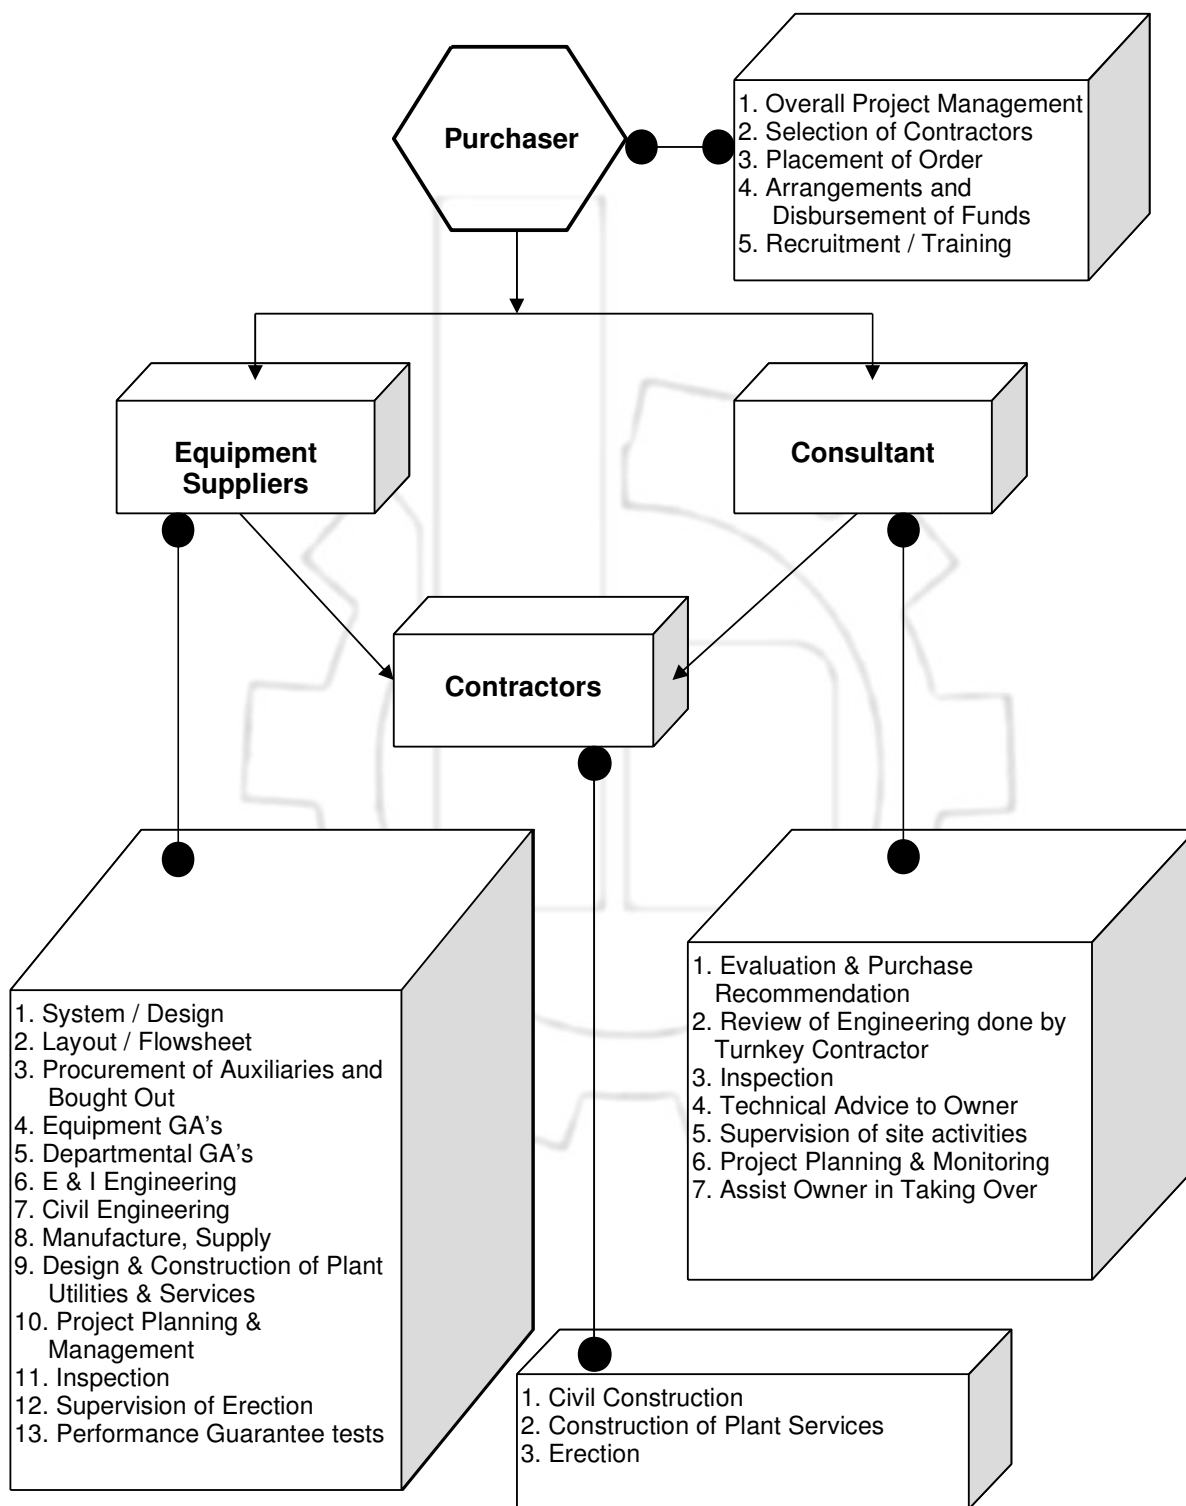 Purchaser
1. Overall Project Management
2. Selection of Contractors
3. Placement of Order
4. Arrangements and
Disbursement of Funds
5. Recruitment / Training
Equipment
Suppliers
Consultant
Contractors
1. System / Design
2. Layout / Flowsheet
3. Procurement of Auxiliaries and
Bought Out
4. Equipment GA’s
5. Departmental GA’s
6. E & I Engineering
7. Civil Engineering
8. Manufacture, Supply
9. Design & Construction of Plant
Utilities & Services
10. Project Planning &
Management
11. Inspection
12. Supervision of Erection
13. Performance Guarantee tests
1. Evaluation & Purchase
Recommendation
2. Review of Engineering done by
Turnkey Contractor
3. Inspection
4. Technical Advice to Owner
5. Supervision of site activities
6. Project Planning & Monitoring
7. Assist Owner in Taking Over
1. Civil Construction
2. Construction of Plant Services
3. Erection